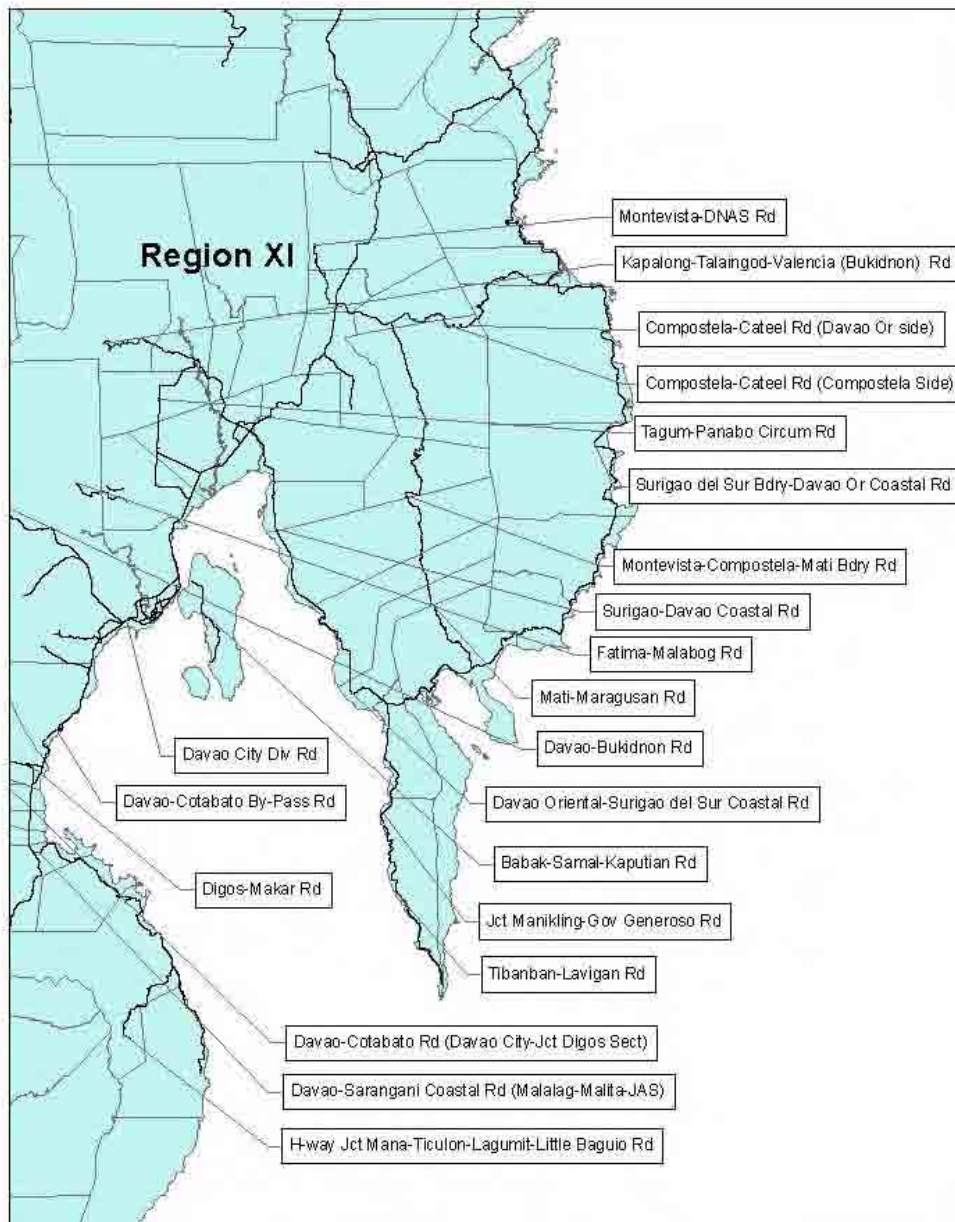 Montevista-DNAS Rd
Region XI
Kapalong-Talaingod-Valencia (Bukidnon) Rd
Compostela-Cateel Rd (Davao Or side)
Compostela-Cateel Rd (Compostela Side)
Tagum-Panabo Circum Rd
Surigao del Sur Bdry-Davao Or Coastal Rd
Montevista-Compostela-Mati Bdry Rd
Surigao-Davao Coastal Rd
Fatima-Malabog Rd
Mati-Maragusan Rd
Davao-Bukidnon Rd
Davao City Div Rd
Davao-Cotabato By-Pass Rd
Davao Oriental-Surigao del Sur Coastal Rd
Babak-Samal-Kaputian Rd
Digos-Makar Rd
Jct Manikling-Gov Generoso Rd
Tibanban-Lavigan Rd
Davao-Cotabato Rd (Davao City-Jct Digos Sect)
Davao-Sarangani Coastal Rd (Malalag-Malita-JAS)
H-way Jct Mana-Ticulon-Lagumit-Little Baguio Rd